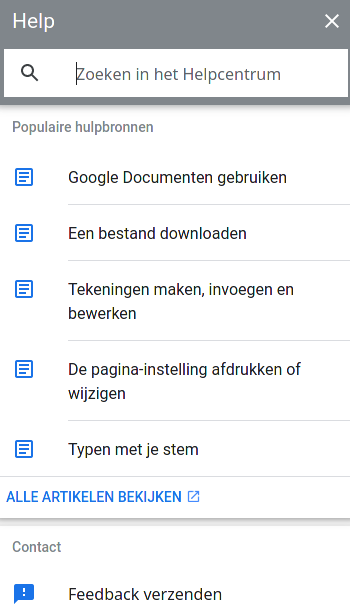 Help
Zoeken in het Helpcentrum
Populaire hulpbronnen
Google Documenten gebruiken
Een bestand downloaden
Tekeningen maken, invoegen en
bewerken
De pagina-instelling afdrukken of
wijzigen
Typen met je stem
ALLE ARTIKELEN BEKIJKEN
Contact
Feedback verzenden